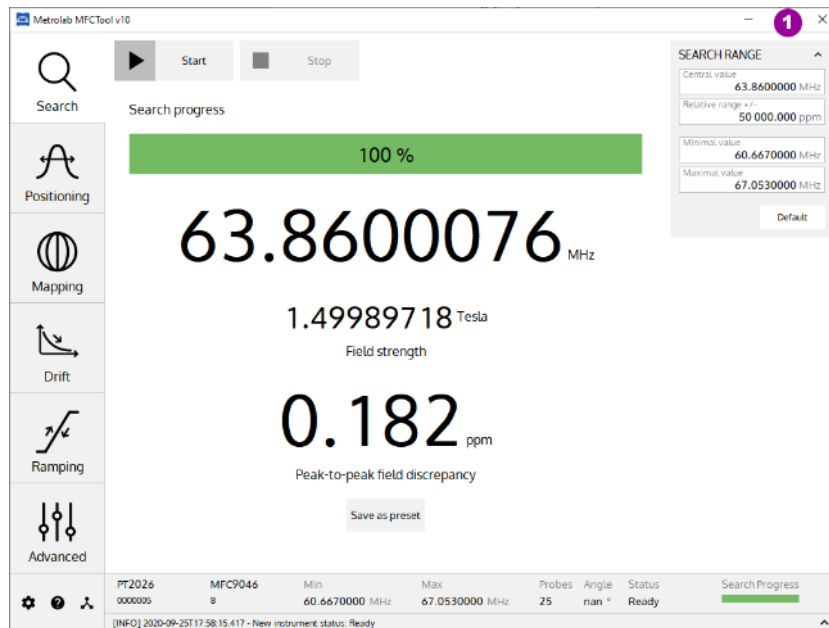 Metrolab MFCTool v10
1
Search
Positioning
Mapping
Drift
Ramping
Advanced
Start
Stop
Search progress
100 %
63.8600076 MHz
1.49989718 Tesla
Field strength
0.182 ppm
Peak-to-peak field discrepancy
Save as preset
SEARCH RANGE
Central value
63.8600000 MHz
Relative range +/-
50 000.000 ppm
Minimal value
60.6670000 MHz
Maximal value
67.0530000 MHz
Default
PT2026 MFC9046 Min Max Probes Angle Status Search Progress
0000005 8 60.6670000 MHz 67.0530000 MHz 25 nan ° Ready
[INFO] 2020-09-25T17:58:15.417 - New instrument status: Ready